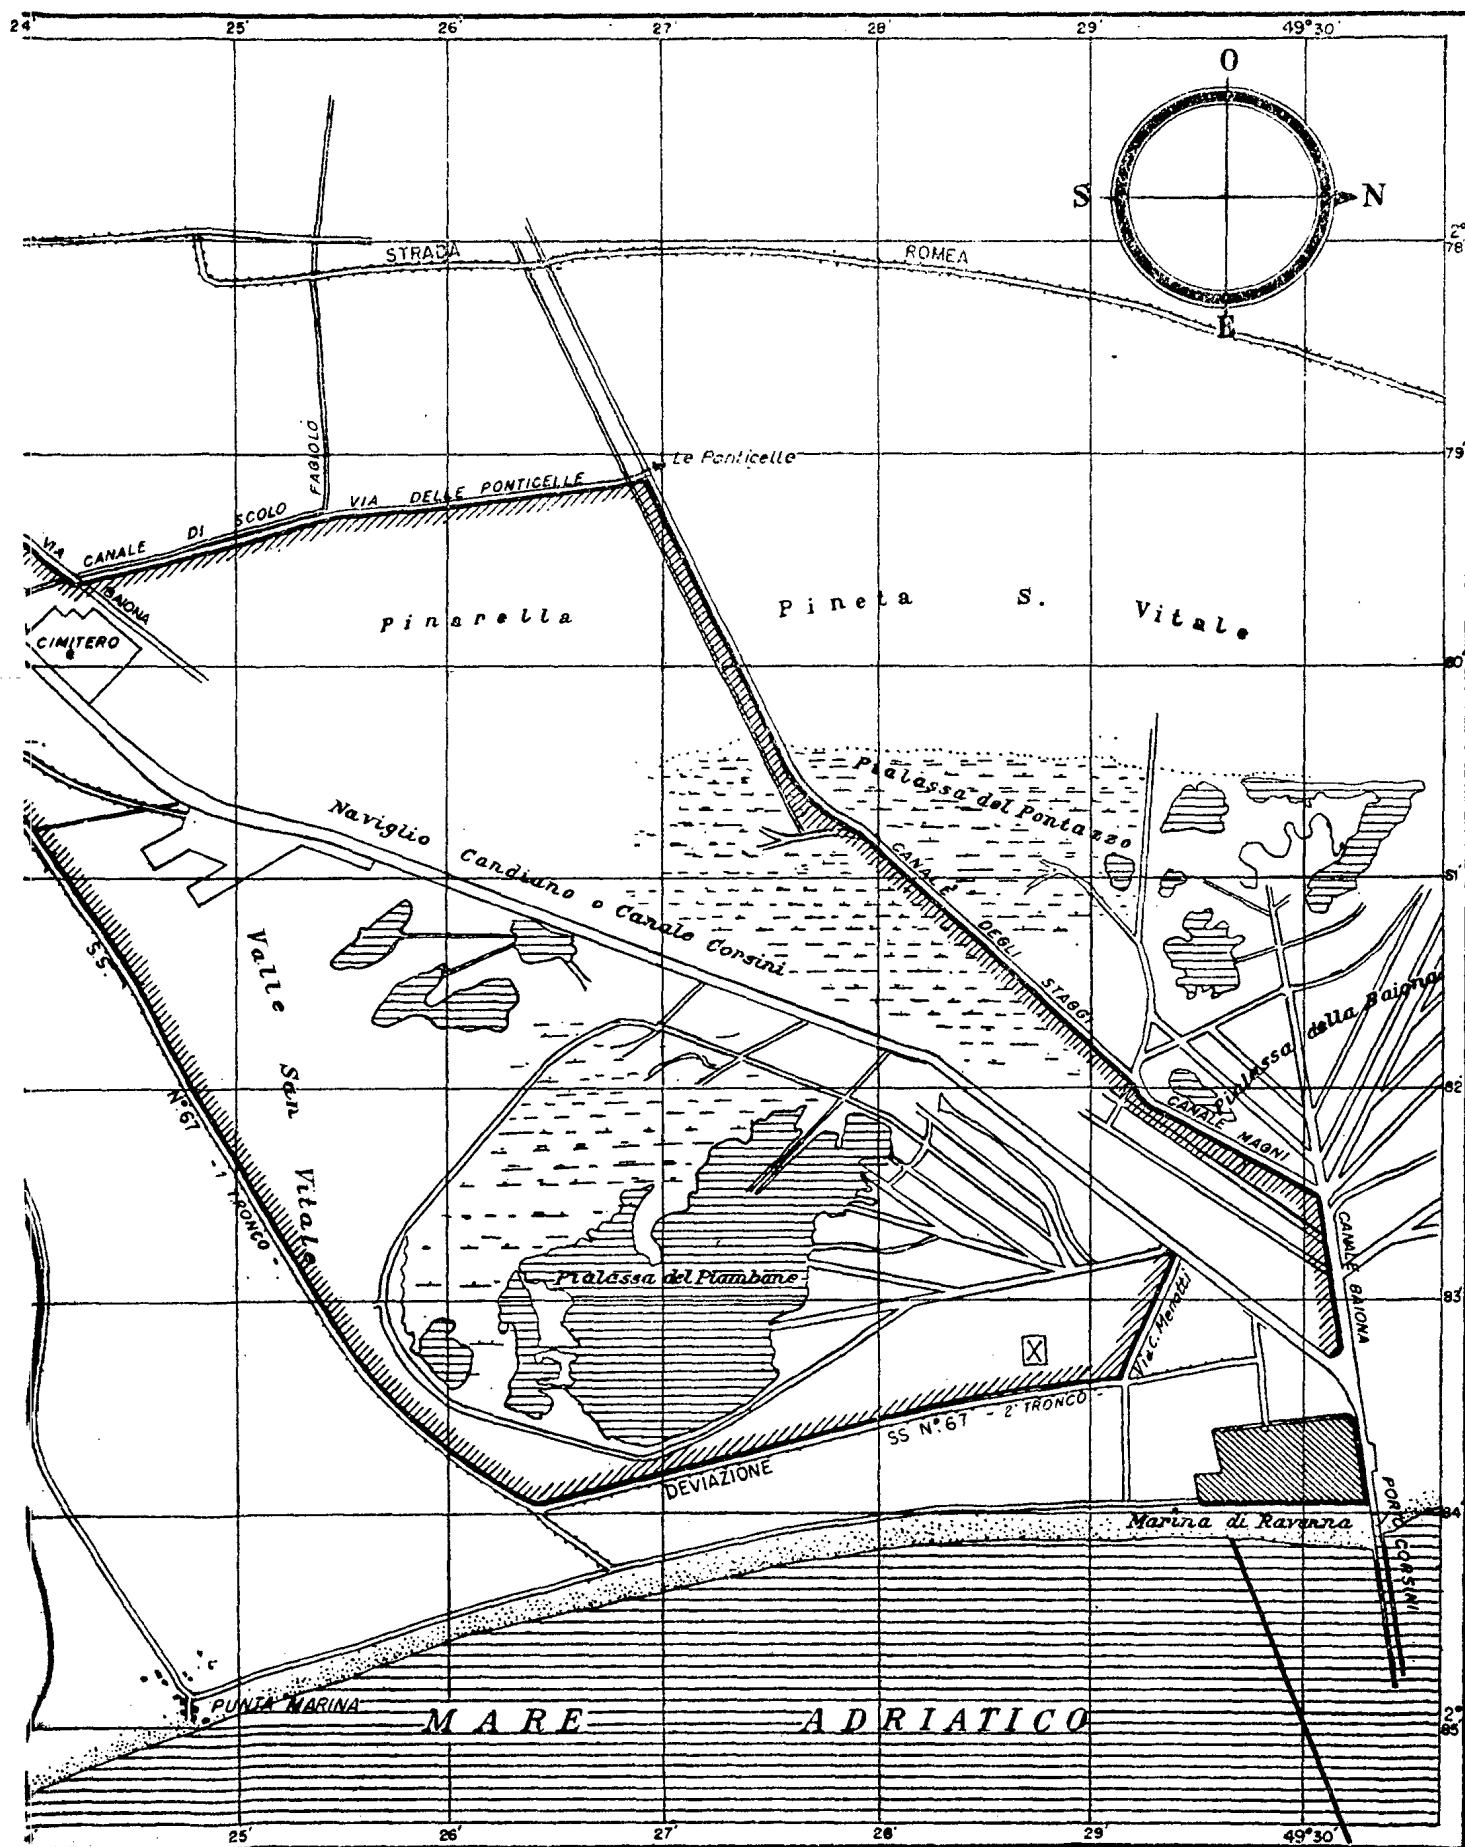 24 25' 26' 27' 28' 29' 49°30'
O
S N
E
2°
78'
STRADA ROMEA
FAGIOLO
79'
Le Ponticelle
VIA DELLE PONTICELLE
CANALE DI SCOLO
VIA BAIONA
CIMITERO
Pinarella
Pineta S. Vitale
80'
Pialassa del Pontazzo
Naviglio Candiano o Canale Corsini
81'
CANALE DEGLI STAGGI
Valle San Vitale
S.S. N°67 - 1° TRONCO -
Pialassa della Baiona
82'
CANALE MAGNI
CANALE BAIONA
Pialassa del Piambane
83'
Via C. Menotti
X
SS N° 67 - 2° TRONCO -
DEVIAZIONE
84'
Marina di Ravenna
PORTO CORSINI
PUNTA MARINA
MARE ADRIATICO
2°
85'
25' 26' 27' 28' 29' 49°30'